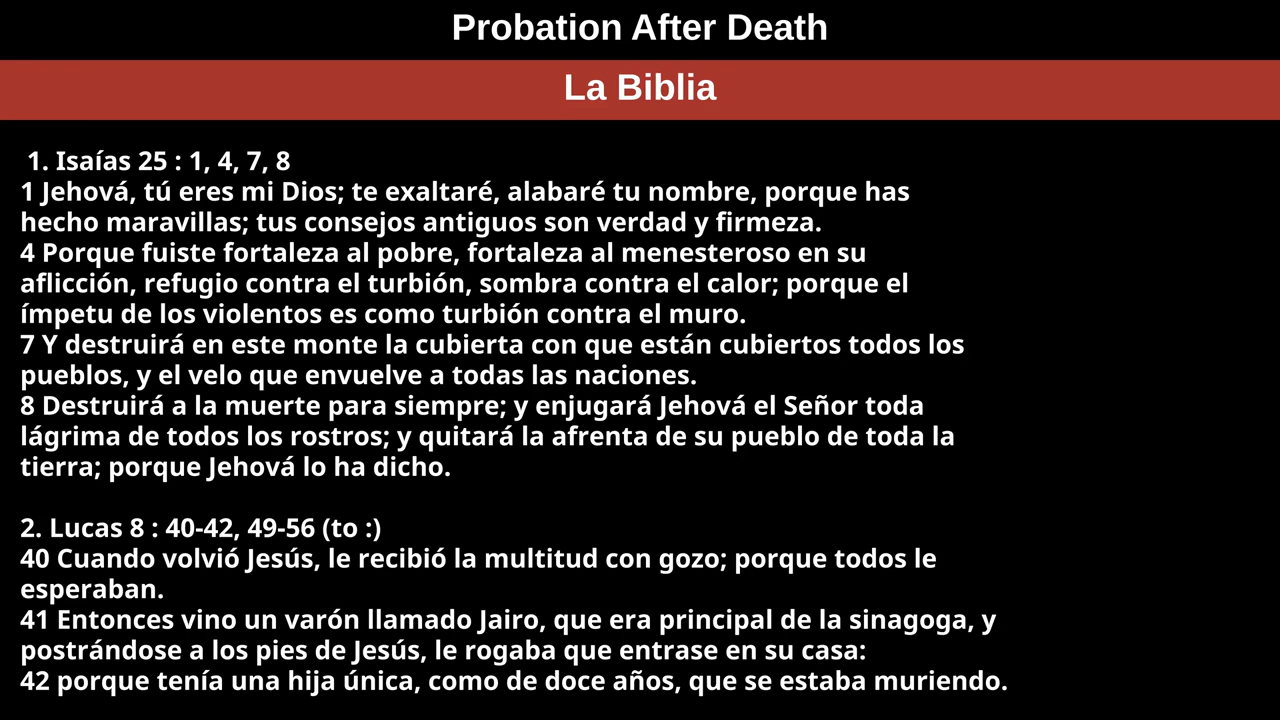 Probation After Death
La Biblia
1. Isaías 25 : 1, 4, 7, 8
1 Jehová, tú eres mi Dios; te exaltaré, alabaré tu nombre, porque has
hecho maravillas; tus consejos antiguos son verdad y firmeza.
4 Porque fuiste fortaleza al pobre, fortaleza al menesteroso en su
aflicción, refugio contra el turbión, sombra contra el calor; porque el
ímpetu de los violentos es como turbión contra el muro.
7 Y destruirá en este monte la cubierta con que están cubiertos todos los
pueblos, y el velo que envuelve a todas las naciones.
8 Destruirá a la muerte para siempre; y enjugará Jehová el Señor toda
lágrima de todos los rostros; y quitará la afrenta de su pueblo de toda la
tierra; porque Jehová lo ha dicho.
2. Lucas 8 : 40-42, 49-56 (to :)
40 Cuando volvió Jesús, le recibió la multitud con gozo; porque todos le
esperaban.
41 Entonces vino un varón llamado Jairo, que era principal de la sinagoga, y
postrándose a los pies de Jesús, le rogaba que entrase en su casa:
42 porque tenía una hija única, como de doce años, que se estaba muriendo.